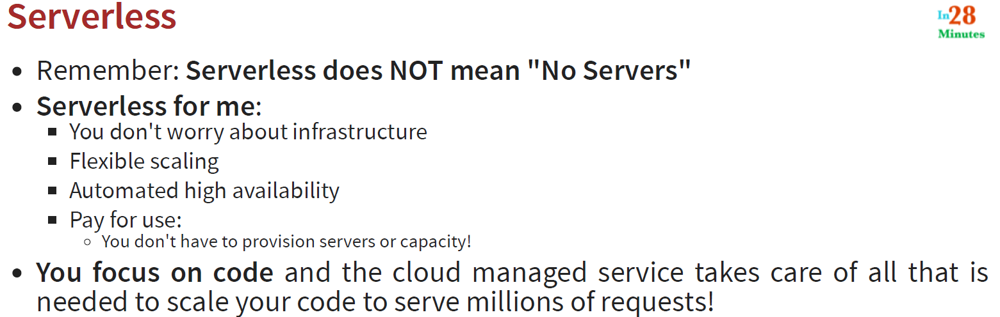 Serverless
In28
Minutes
Remember: Serverless does NOT mean "No Servers"
Serverless for me:
You don't worry about infrastructure
Flexible scaling
Automated high availability
Pay for use:
You don't have to provision servers or capacity!
You focus on code and the cloud managed service takes care of all that is
needed to scale your code to serve millions of requests!